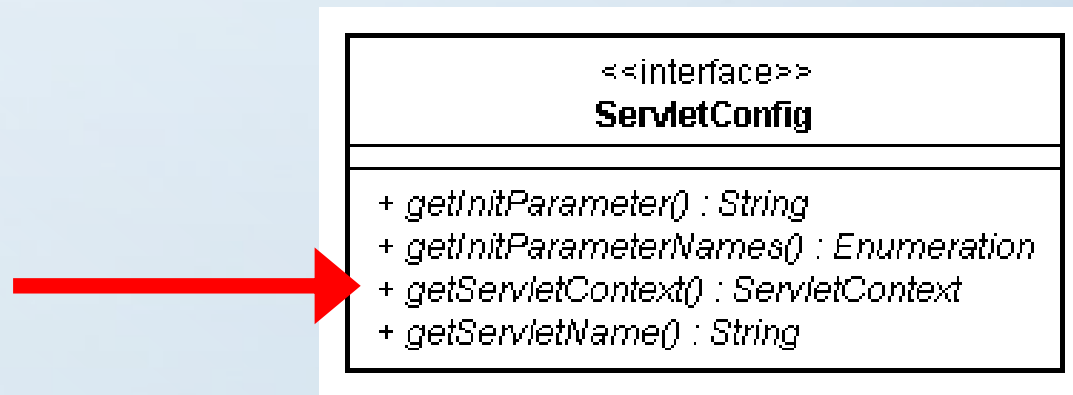 <<interface>>
ServletConfig
+ getInitParameter() : String
+ getInitParameterNames() : Enumeration
+ getServletContext() : ServletContext
+ getServletName() : String